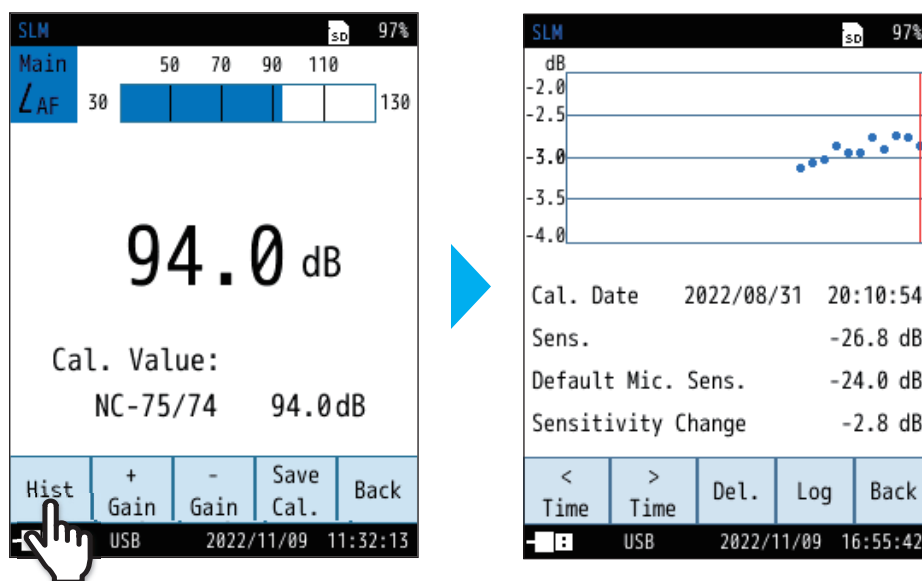 SLM SD 97%
Main 50 70 90 110
LAF 30 130
94.0 dB
Cal. Value:
NC-75/74 94.0dB
Hist + Gain - Gain Save Cal. Back
USB 2022/11/09 11:32:13
SLM SD 97%
dB
-2.0
-2.5
-3.0
-3.5
-4.0
Cal. Date 2022/08/31 20:10:54
Sens. -26.8 dB
Default Mic. Sens. -24.0 dB
Sensitivity Change -2.8 dB
< Time > Time Del. Log Back
USB 2022/11/09 16:55:42